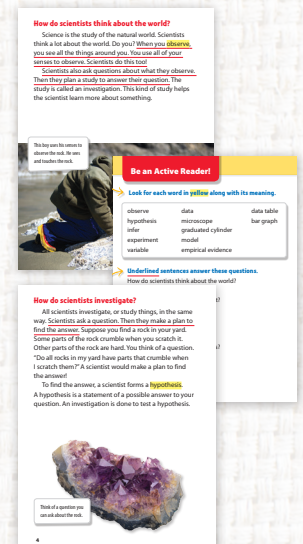 How do scientists think about the world?
Science is the study of the natural world. Scientists
think a lot about the world. Do you? When you observe,
you see all the things around you. You use all of your
senses to observe. Scientists do this too!
Scientists also ask questions about what they observe.
Then they plan a study to answer their question. The
study is called an investigation. This kind of study helps
the scientist learn more about something.
This boy uses his senses to
observe the rock. He sees
and touches the rock.
Be an Active Reader!
Look for each word in yellow along with its meaning.
observe data data table
hypothesis microscope bar graph
infer graduated cylinder
experiment model
variable empirical evidence
Underlined sentences answer these questions.
How do scientists think about the world?
How do scientists investigate?
All scientists investigate, or study things, in the same
way. Scientists ask a question. Then they make a plan to
find the answer. Suppose you find a rock in your yard.
Some parts of the rock crumble when you scratch it.
Other parts of the rock are hard. You think of a question.
"Do all rocks in my yard have parts that crumble when
I scratch them?" A scientist would make a plan to find
the answer!
To find the answer, a scientist forms a hypothesis.
A hypothesis is a statement of a possible answer to your
question. An investigation is done to test a hypothesis.
Think of a question you
can ask about the rock.
4